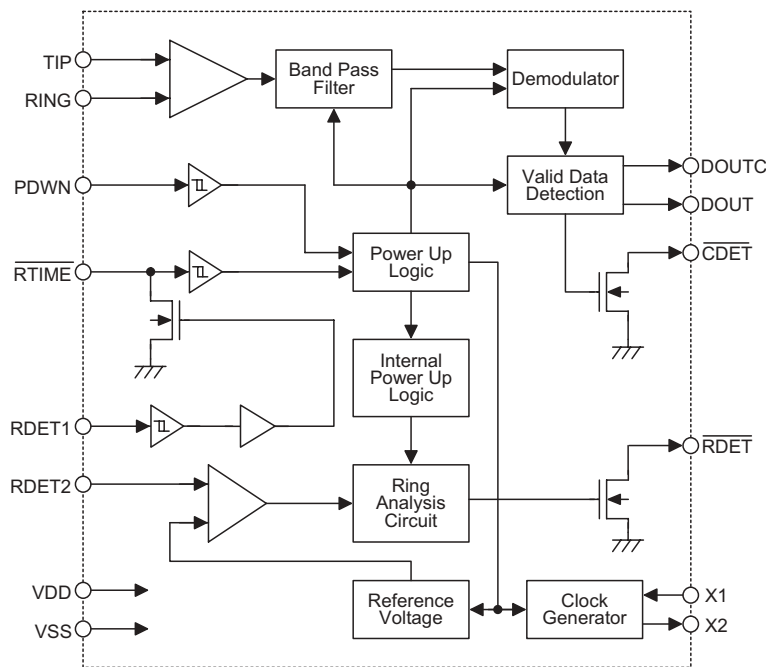 TIP
RING
PDWN
RTIME
RDET1
RDET2
VDD
VSS
Band Pass
Filter
Demodulator
Valid Data
Detection
Power Up
Logic
Internal
Power Up
Logic
Ring
Analysis
Circuit
Reference
Voltage
Clock
Generator
DOUTC
DOUT
CDET
RDET
X1
X2